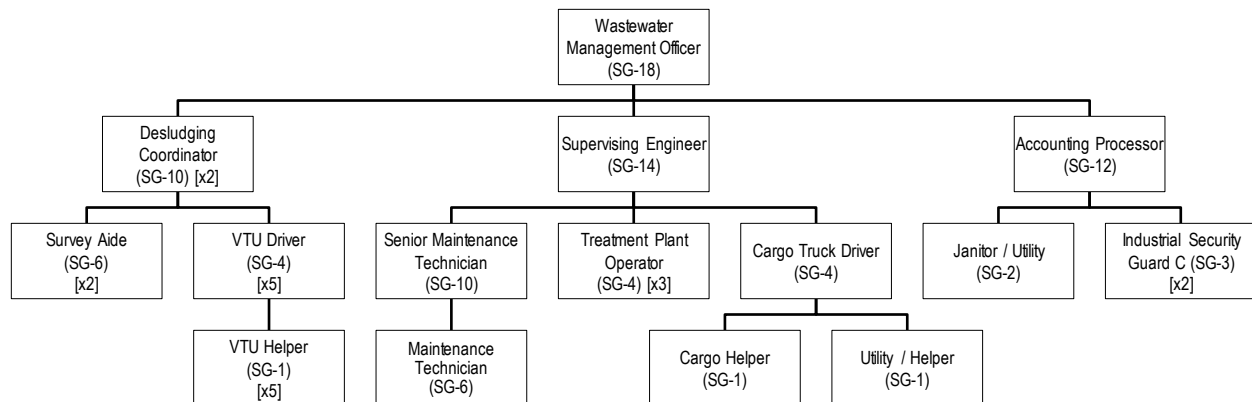 Wastewater
Management Officer
(SG-18)
Desludging
Coordinator
(SG-10) [x2]
Supervising Engineer
(SG-14)
Accounting Processor
(SG-12)
Survey Aide
(SG-6)
[x2]
VTU Driver
(SG-4)
[x5]
Senior Maintenance
Technician
(SG-10)
Treatment Plant
Operator
(SG-4) [x3]
Cargo Truck Driver
(SG-4)
Janitor / Utility
(SG-2)
Industrial Security
Guard C (SG-3)
[x2]
VTU Helper
(SG-1)
[x5]
Maintenance
Technician
(SG-6)
Cargo Helper
(SG-1)
Utility / Helper
(SG-1)